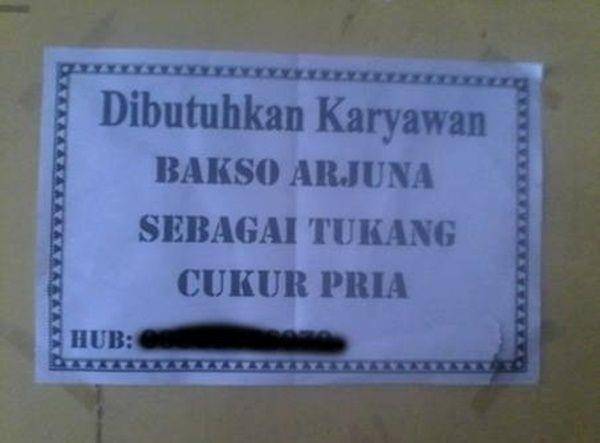 Dibutuhkan Karyawan
BAKSO ARJUNA
SEBAGAI TUKANG
CUKUR PRIA
HUB: